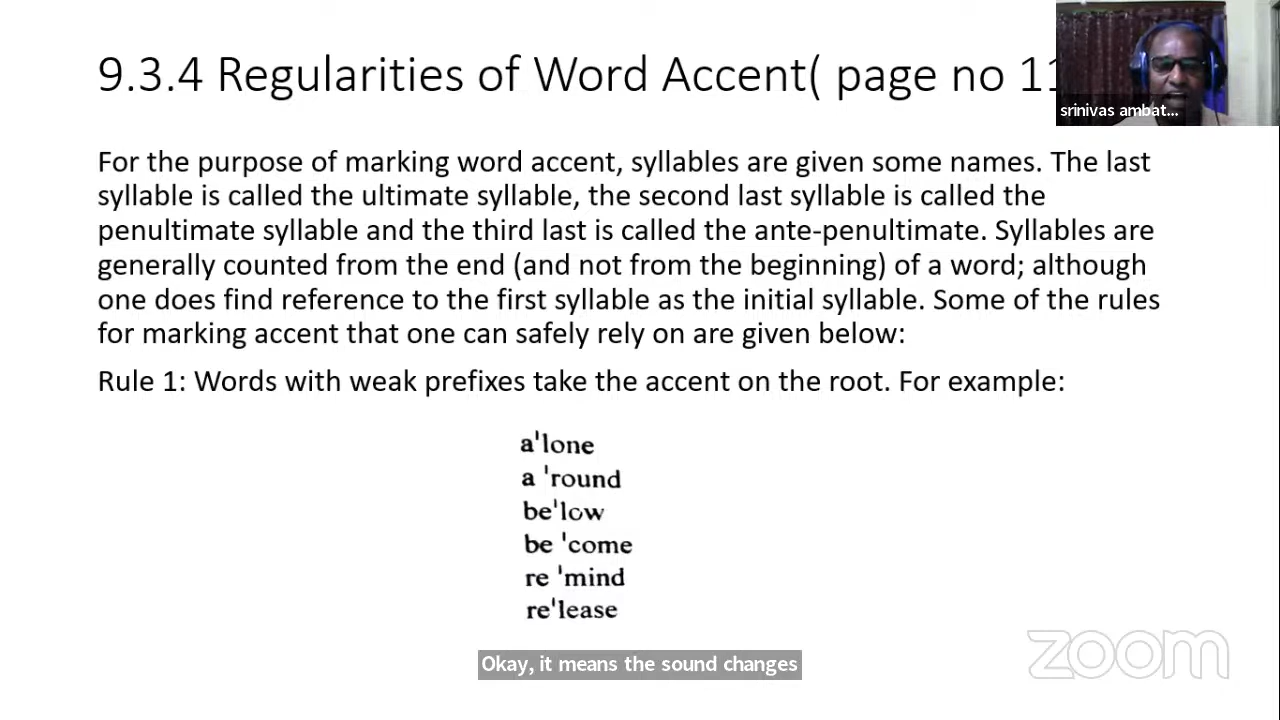 9.3.4 Regularities of Word Accent( page no 11
srinivas ambat...
For the purpose of marking word accent, syllables are given some names. The last
syllable is called the ultimate syllable, the second last syllable is called the
penultimate syllable and the third last is called the ante-penultimate. Syllables are
generally counted from the end (and not from the beginning) of a word; although
one does find reference to the first syllable as the initial syllable. Some of the rules
for marking accent that one can safely rely on are given below:
Rule 1: Words with weak prefixes take the accent on the root. For example:
a'lone
a 'round
be'low
be 'come
re 'mind
re'lease
Okay, it means the sound changes
zoom